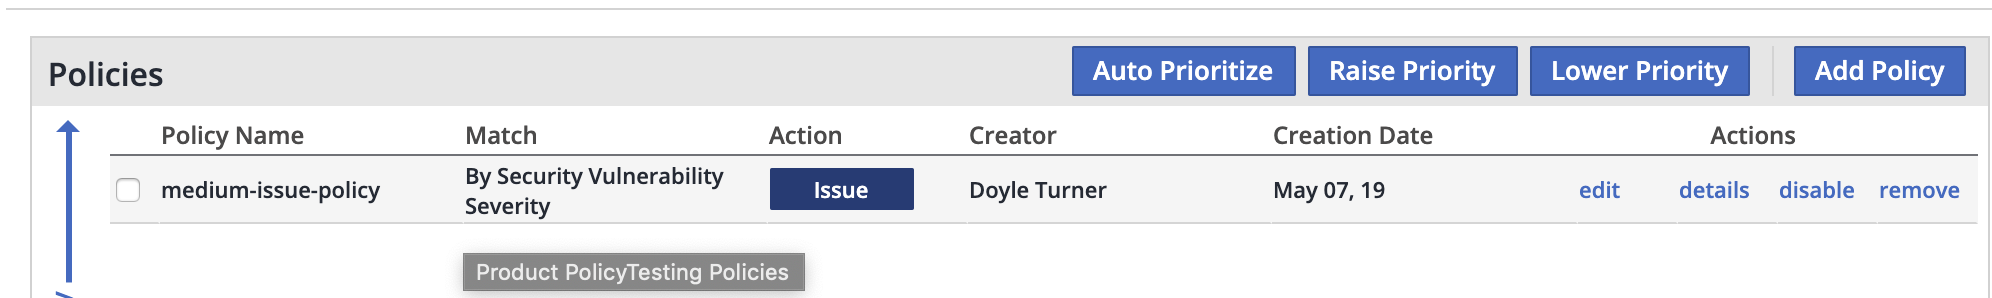 Policies
Auto Prioritize
Raise Priority
Lower Priority
Add Policy
Policy Name Match Action Creator Creation Date Actions
medium-issue-policy By Security Vulnerability
Severity Issue Doyle Turner May 07, 19 edit details disable remove
Product PolicyTesting Policies